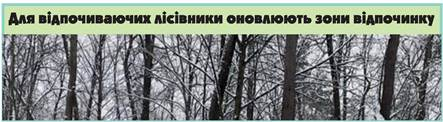 Для відпочиваючих лісівники оновлюють зони відпочинку